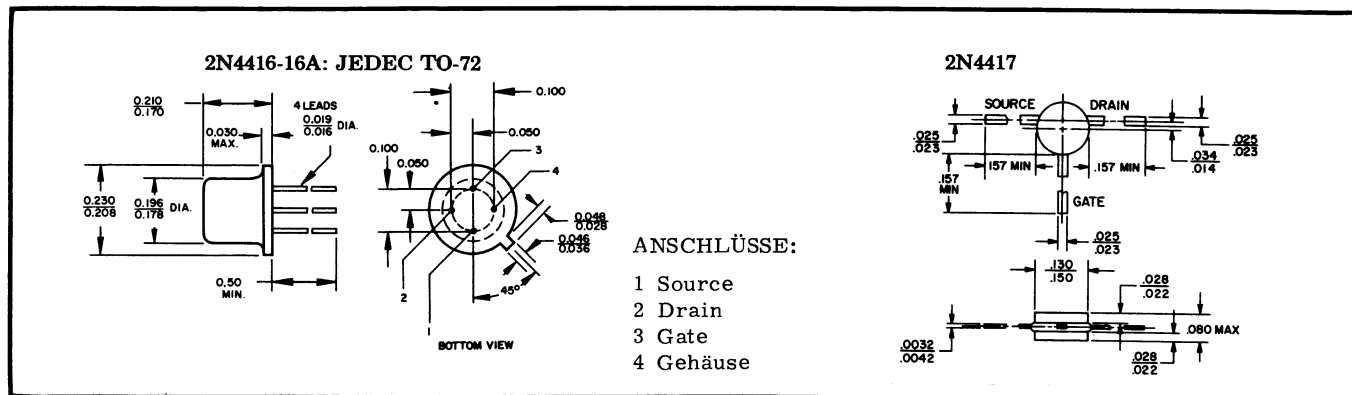 2N4416-16A: JEDEC TO-72
0.210
0.170
4 LEADS
0.019
0.016 DIA.
0.030
MAX.
0.230
0.208
0.196
0.178 DIA.
0.50
MIN.
0.100
0.050
0.100
0.050
3
4
0.048
0.028
0.046
0.036
45°
2
1
BOTTOM VIEW
ANSCHLÜSSE:
1 Source
2 Drain
3 Gate
4 Gehäuse
2N4417
SOURCE
DRAIN
.025
.023
.025
.023
.034
.014
.157 MIN
.157 MIN
.157
MIN
GATE
.025
.023
.130
.150
.028
.022
.080 MAX
.0032
.0042
.028
.022